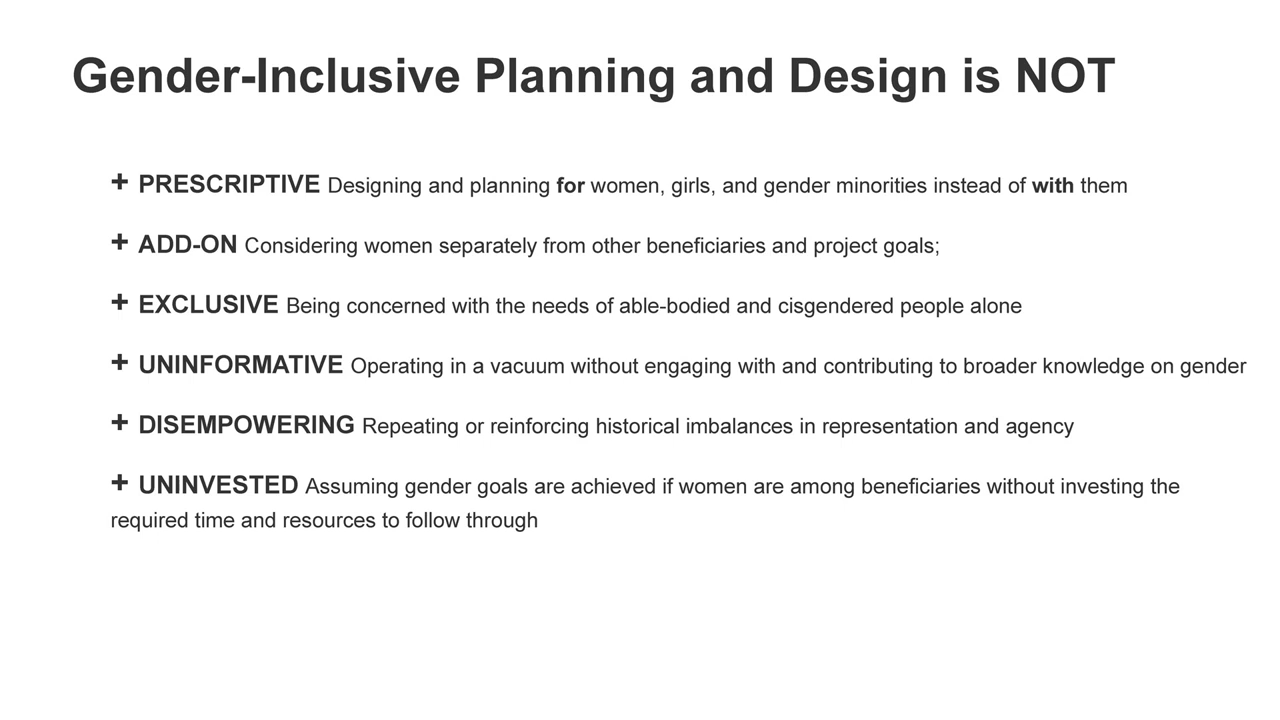 Gender-Inclusive Planning and Design is NOT
+ PRESCRIPTIVE Designing and planning for women, girls, and gender minorities instead of with them
+ ADD-ON Considering women separately from other beneficiaries and project goals;
+ EXCLUSIVE Being concerned with the needs of able-bodied and cisgendered people alone
+ UNINFORMATIVE Operating in a vacuum without engaging with and contributing to broader knowledge on gender
+ DISEMPOWERING Repeating or reinforcing historical imbalances in representation and agency
+ UNINVESTED Assuming gender goals are achieved if women are among beneficiaries without investing the
required time and resources to follow through